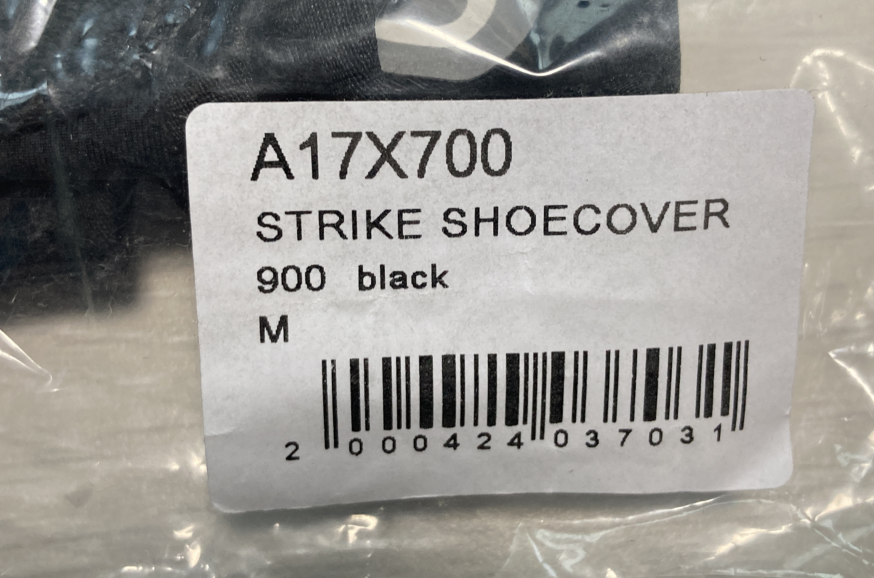 A17X700
STRIKE SHOECOVER
900 black
M
2 000424 037031